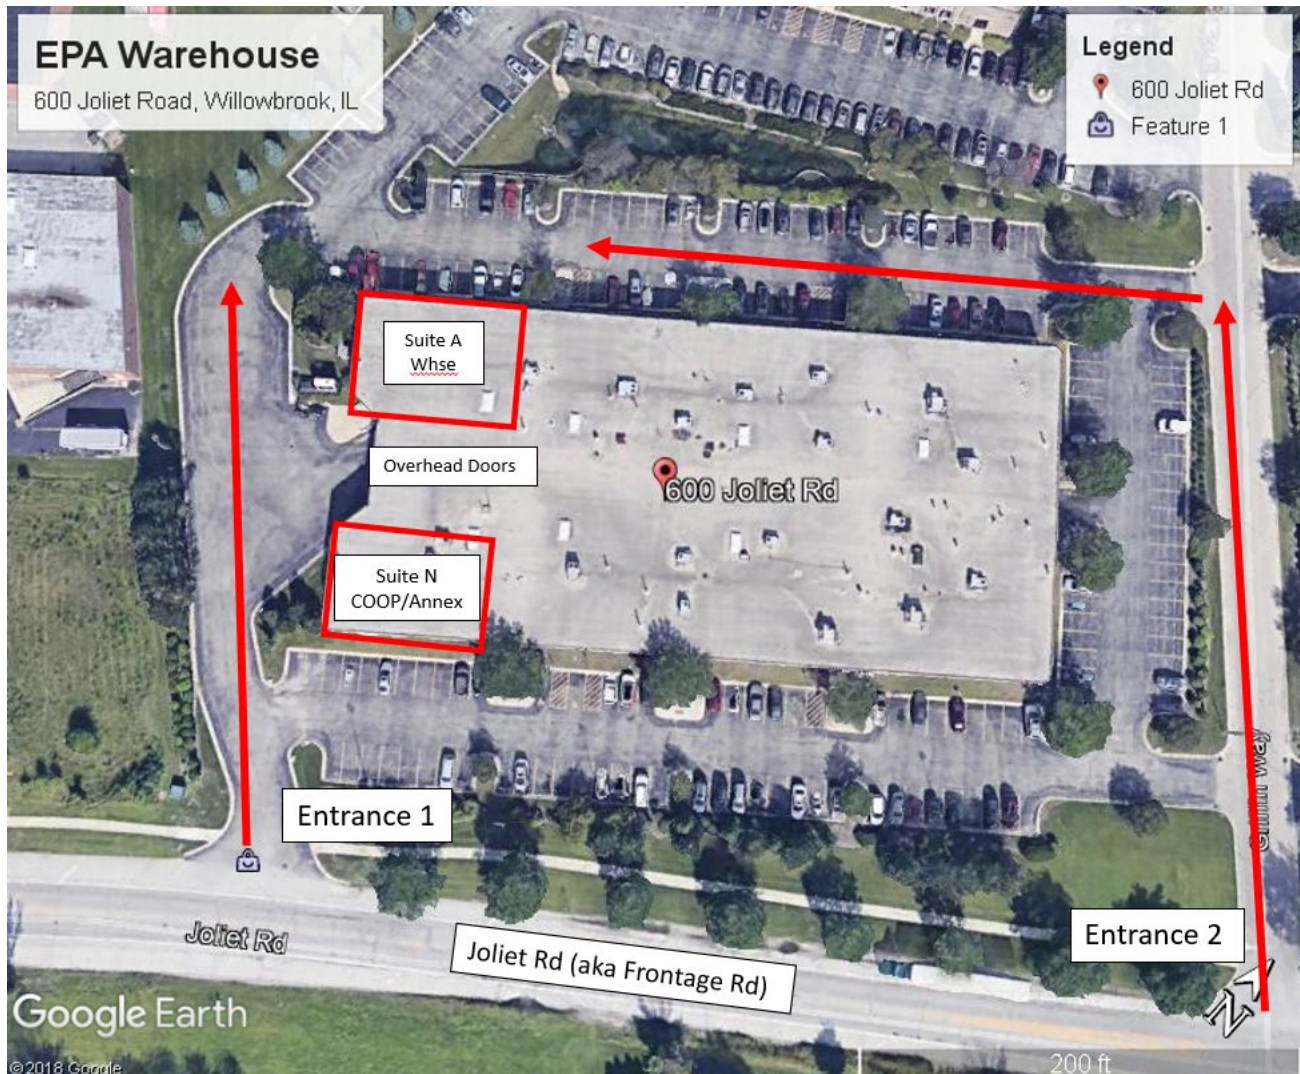 EPA Warehouse
600 Joliet Road, Willowbrook, IL
Legend
600 Joliet Rd
Feature 1
Suite A
Whse
Overhead Doors
600 Joliet Rd
Suite N
COOP/Annex
Entrance 1
Entrance 2
Joliet Rd
Joliet Rd (aka Frontage Rd)
N
Google Earth
©2018 Google
200 ft